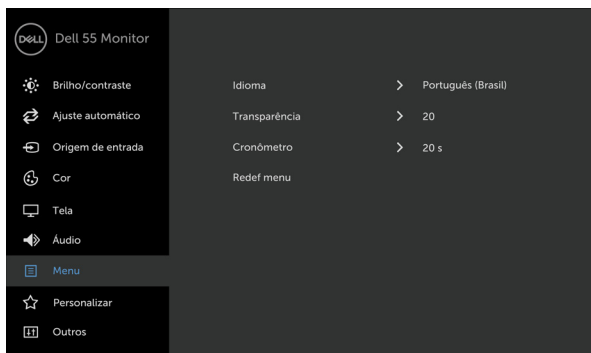 DELL Dell 55 Monitor
Brilho/contraste
Ajuste automático
Origem de entrada
Cor
Tela
Áudio
Menu
Personalizar
Outros
Idioma > Português (Brasil)
Transparência > 20
Cronômetro > 20 s
Redef menu